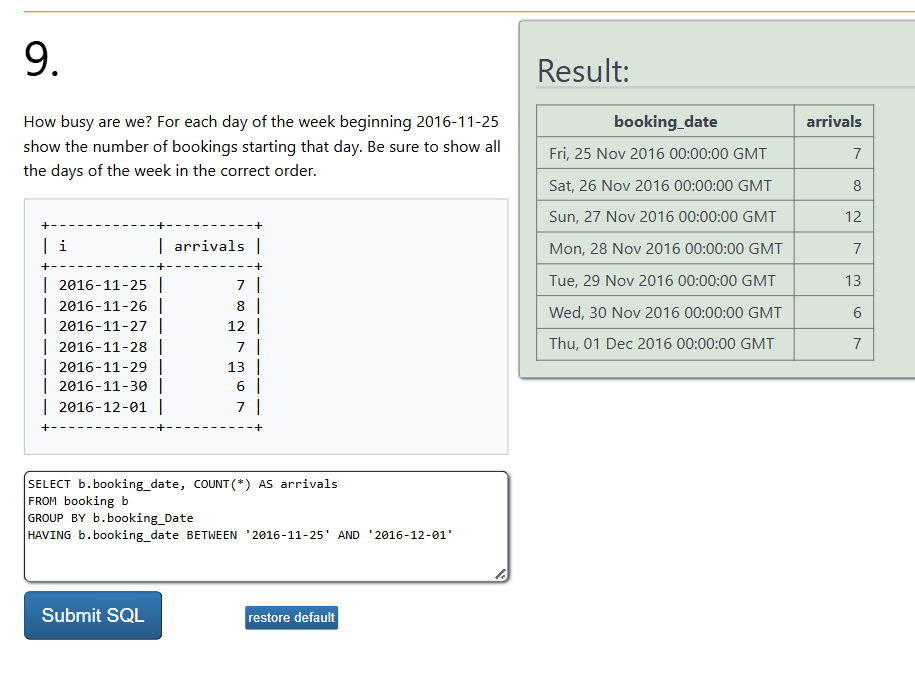 9.
How busy are we? For each day of the week beginning 2016-11-25
show the number of bookings starting that day. Be sure to show all
the days of the week in the correct order.
+------------+----------+
| i          | arrivals |
+------------+----------+
| 2016-11-25 |        7 |
| 2016-11-26 |        8 |
| 2016-11-27 |       12 |
| 2016-11-28 |        7 |
| 2016-11-29 |       13 |
| 2016-11-30 |        6 |
| 2016-12-01 |        7 |
+------------+----------+
SELECT b.booking_date, COUNT(*) AS arrivals
FROM booking b
GROUP BY b.booking_Date
HAVING b.booking_date BETWEEN '2016-11-25' AND '2016-12-01'
Submit SQL restore default
Result:
booking_date arrivals
Fri, 25 Nov 2016 00:00:00 GMT 7
Sat, 26 Nov 2016 00:00:00 GMT 8
Sun, 27 Nov 2016 00:00:00 GMT 12
Mon, 28 Nov 2016 00:00:00 GMT 7
Tue, 29 Nov 2016 00:00:00 GMT 13
Wed, 30 Nov 2016 00:00:00 GMT 6
Thu, 01 Dec 2016 00:00:00 GMT 7